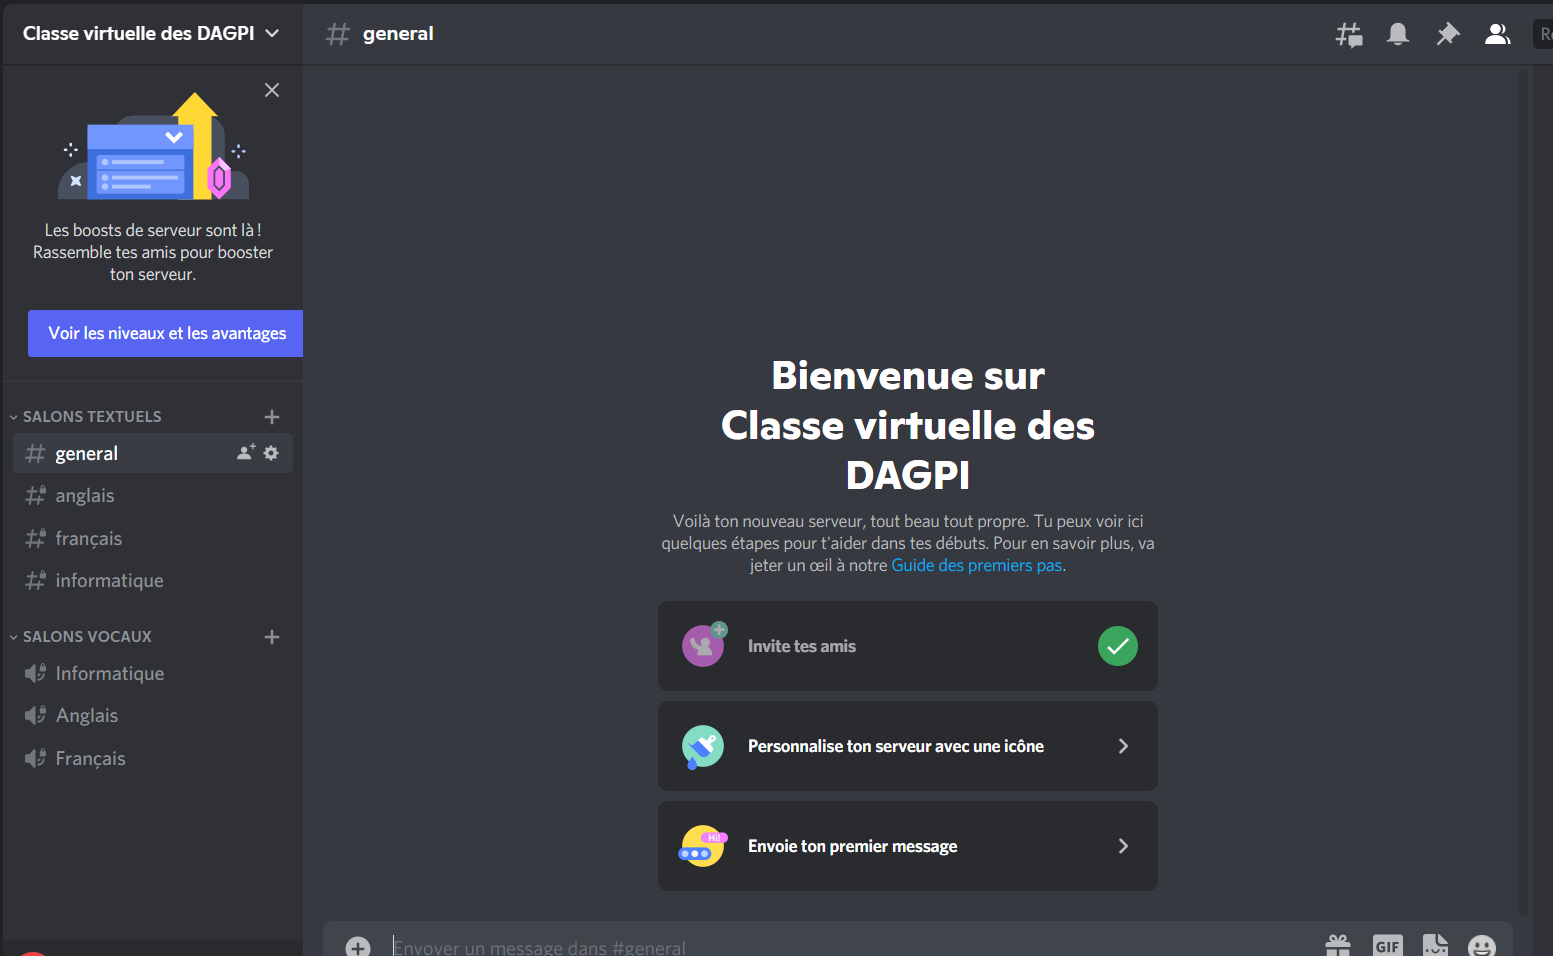 Classe virtuelle des DAGPI
general
Les boosts de serveur sont là !
Rassemble tes amis pour booster
ton serveur.
Voir les niveaux et les avantages
SALONS TEXTUELS
general
anglais
français
informatique
SALONS VOCAUX
Informatique
Anglais
Français
Bienvenue sur
Classe virtuelle des
DAGPI
Voilà ton nouveau serveur, tout beau tout propre. Tu peux voir ici
quelques étapes pour t'aider dans tes débuts. Pour en savoir plus, va
jeter un œil à notre Guide des premiers pas.
Invite tes amis
Personnalise ton serveur avec une icône
Hi!
Envoie ton premier message
Envoyer un message dans #general
GIF